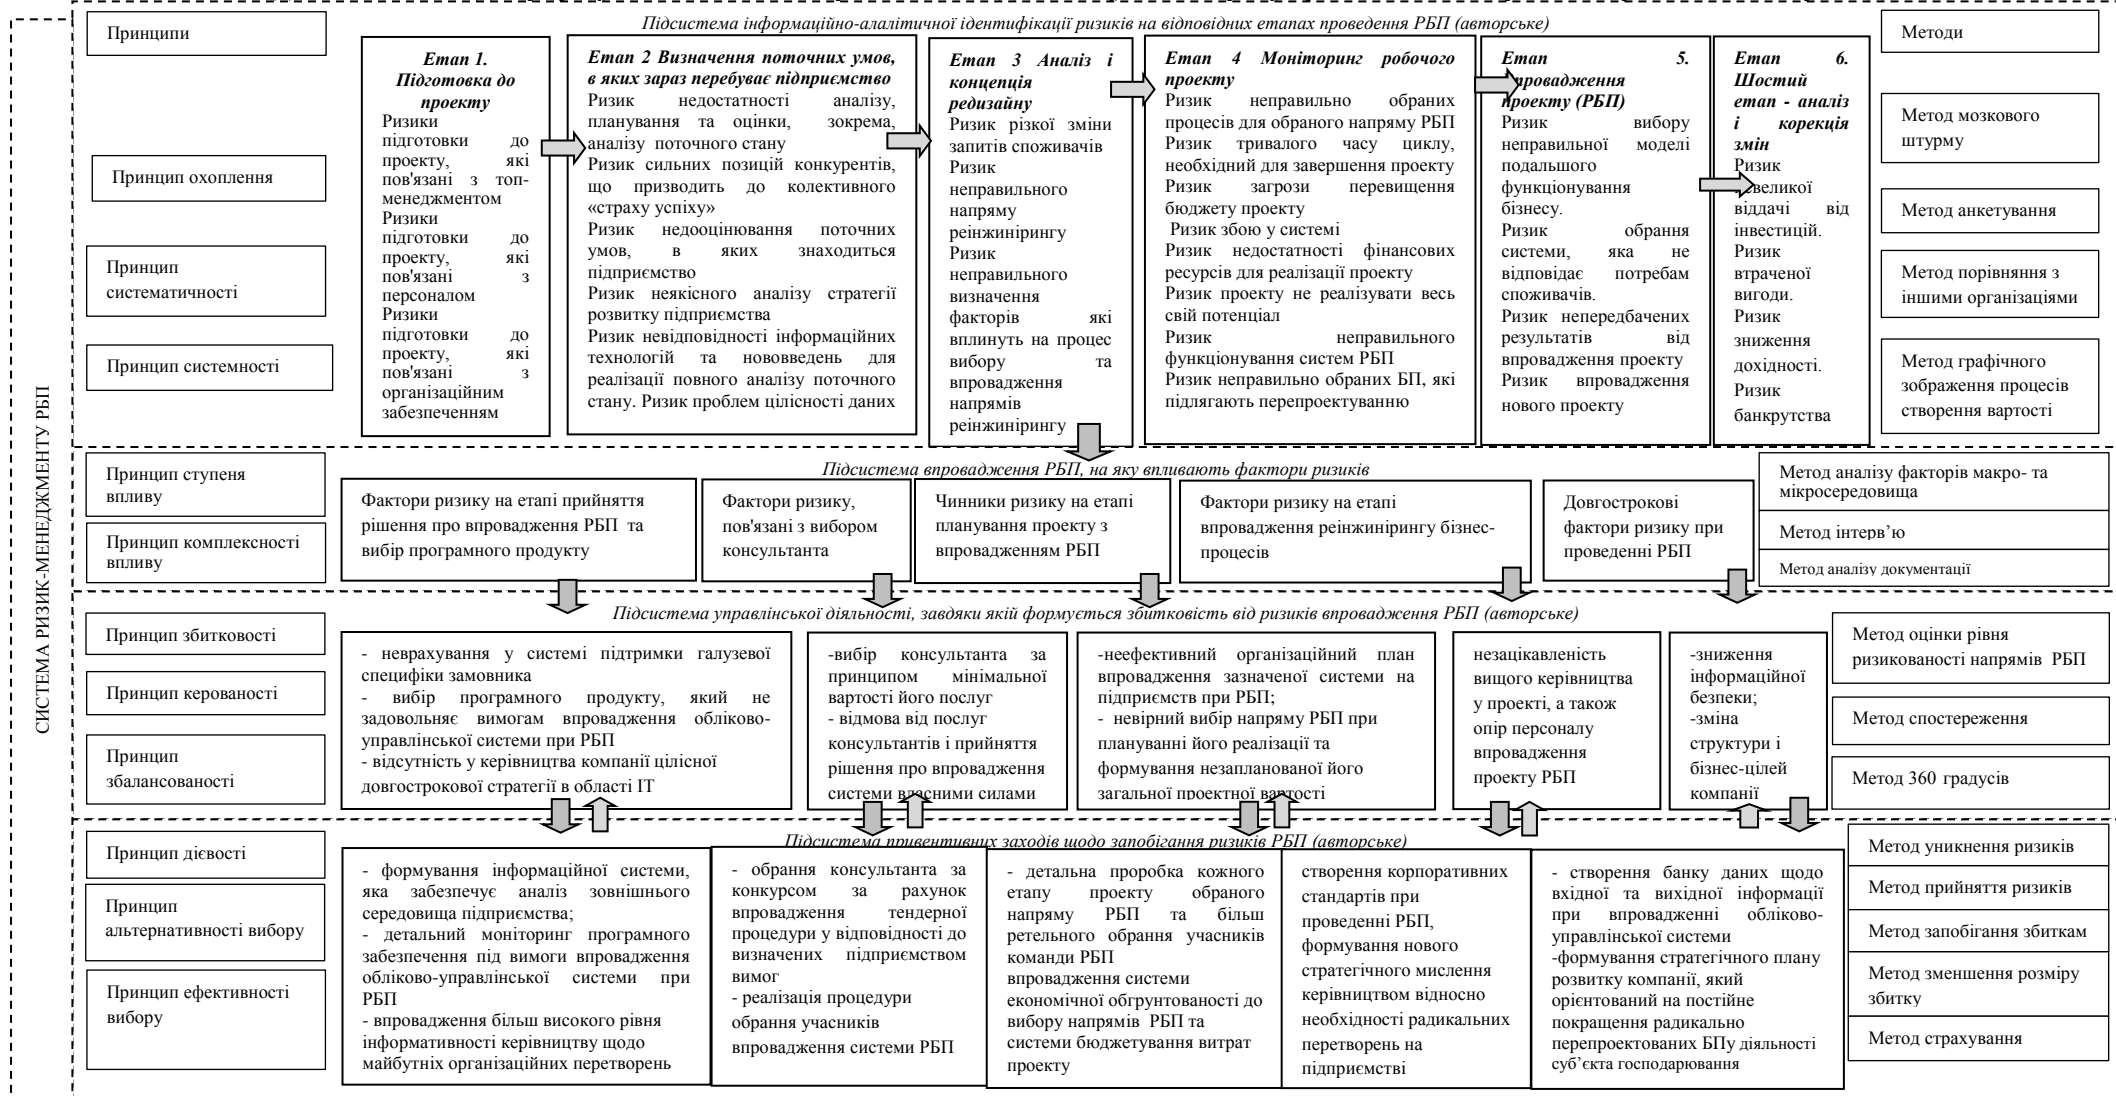 СИСТЕМА РИЗИК-МЕНЕДЖМЕНТУ РБП
Підсистема інформаційно-алалітичної ідентифікації ризиків на відповідних етапах проведення РБП (авторське)
Принципи
Принцип охоплення
Принцип
систематичності
Принцип системності
Етап 1.
Підготовка до
проекту
Ризики
підготовки до
проекту, які
пов'язані з топ-
менеджментом
Ризики
підготовки до
проекту, які
пов'язані з
персоналом
Ризики
підготовки до
проекту, які
пов'язані з
організаційним
забезпеченням
Етап 2 Визначення поточних умов,
в яких зараз перебуває підприємство
Ризик недостатності аналізу,
планування та оцінки, зокрема,
аналізу поточного стану
Ризик сильних позицій конкурентів,
що призводить до колективного
«страху успіху»
Ризик недооцінювання поточних
умов, в яких знаходиться
підприємство
Ризик неякісного аналізу стратегії
розвитку підприємства
Ризик невідповідності інформаційних
технологій та нововведень для
реалізації повного аналізу поточного
стану. Ризик проблем цілісності даних
Етап 3 Аналіз і
концепція
редизайну
Ризик різкої зміни
запитів споживачів
Ризик
неправильного
напряму
реінжинірингу
Ризик
неправильного
визначення
факторів які
вплинуть на процес
вибору та
впровадження
напрямів
реінжинірингу
Етап 4 Моніторинг робочого
проекту
Ризик неправильно обраних
процесів для обраного напряму РБП
Ризик тривалого часу циклу,
необхідний для завершення проекту
Ризик загрози перевищення
бюджету проекту
Ризик збою у системі
Ризик недостатності фінансових
ресурсів для реалізації проекту
Ризик проекту не реалізувати весь
свій потенціал
Ризик неправильного
функціонування систем РБП
Ризик неправильно обраних БП, які
підлягають перепроектуванню
Етап 5.
проекту (РБП)
Ризик вибору
неправильної моделі
подальшого
функціонування
бізнесу.
Ризик обрання
системи, яка не
відповідає потребам
споживачів.
Ризик непередбачених
результатів від
впровадження проекту
Ризик впровадження
нового проекту
Етап 6.
Шостий
етап - аналіз
і корекція
змін
Ризик
віддачі від
інвестицій.
Ризик
втраченої
вигоди.
Ризик
зниження
дохідності.
Ризик
банкрутства
Методи
Метод мозкового
штурму
Метод анкетування
Метод порівняння з
іншими організаціями
Метод графічного
зображення процесів
створення вартості
Підсистема впровадження РБП, на яку впливають фактори ризиків
Принцип ступеня
впливу
Принцип комплексності
впливу
Фактори ризику на етапі прийняття
рішення про впровадження РБП та
вибір програмного продукту
Фактори ризику,
пов'язані з вибором
консультанта
Чинники ризику на етапі
планування проекту з
впровадженням РБП
Фактори ризику на етапі
впровадження реінжинірингу бізнес-
процесів
Довгострокові
фактори ризику при
проведенні РБП
Метод аналізу факторів макро- та
мікросередовища
Метод інтерв’ю
Метод аналізу документації
Підсистема управлінської діяльності, завдяки якій формується збитковість від ризиків впровадження РБП (авторське)
Принцип збитковості
Принцип керованості
Принцип
збалансованості
- неврахування у системі підтримки галузевої
специфіки замовника
- вибір програмного продукту, який не
задовольняє вимогам впровадження обліково-
управлінської системи при РБП
- відсутність у керівництва компанії цілісної
довгострокової стратегії в області ІТ
-вибір консультанта за
принципом мінімальної
вартості його послуг
- відмова від послуг
консультантів і прийняття
рішення про впровадження
системи власними силами
-неефективний організаційний план
впровадження зазначеної системи на
підприємств при РБП;
- невірний вибір напряму РБП при
плануванні його реалізації та
формування незапланованої його
загальної проектної вартості
незацікавленість
вищого керівництва
у проекті, а також
опір персоналу
впровадження
проекту РБП
-зниження
інформаційної
безпеки;
-зміна
структури і
бізнес-цілей
компанії
Метод оцінки рівня
ризикованості напрямів РБП
Метод спостереження
Метод 360 градусів
Підсистема привентивних заходів щодо запобігання ризиків РБП (авторське)
Принцип дієвості
Принцип
альтернативності вибору
Принцип ефективності
вибору
- формування інформаційної системи,
яка забезпечує аналіз зовнішнього
середовища підприємства;
- детальний моніторинг програмного
забезпечення під вимоги впровадження
обліково-управлінської системи при
РБП
- впровадження більш високого рівня
інформативності керівництву щодо
майбутніх організаційних перетворень
- обрання консультанта за
конкурсом за рахунок
впровадження тендерної
процедури у відповідності до
визначених підприємством
вимог
- реалізація процедури
обрання учасників
впровадження системи РБП
- детальна проробка кожного
етапу проекту обраного
напряму РБП та більш
ретельного обрання учасників
команди РБП
впровадження системи
економічної обгрунтованості до
вибору напрямів РБП та
системи бюджетування витрат
проекту
створення корпоративних
стандартів при
проведенні РБП,
формування нового
стратегічного мислення
керівництвом відносно
необхідності радикальних
перетворень на
підприємстві
- створення банку даних щодо
вхідної та вихідної інформації
при впровадженні обліково-
управлінської системи
-формування стратегічного плану
розвитку компанії, який
орієнтований на постійне
покращення радикально
перепроектованих БПу діяльності
суб’єкта господарювання
Метод уникнення ризиків
Метод прийняття ризиків
Метод запобігання збиткам
Метод зменшення розміру
збитку
Метод страхування